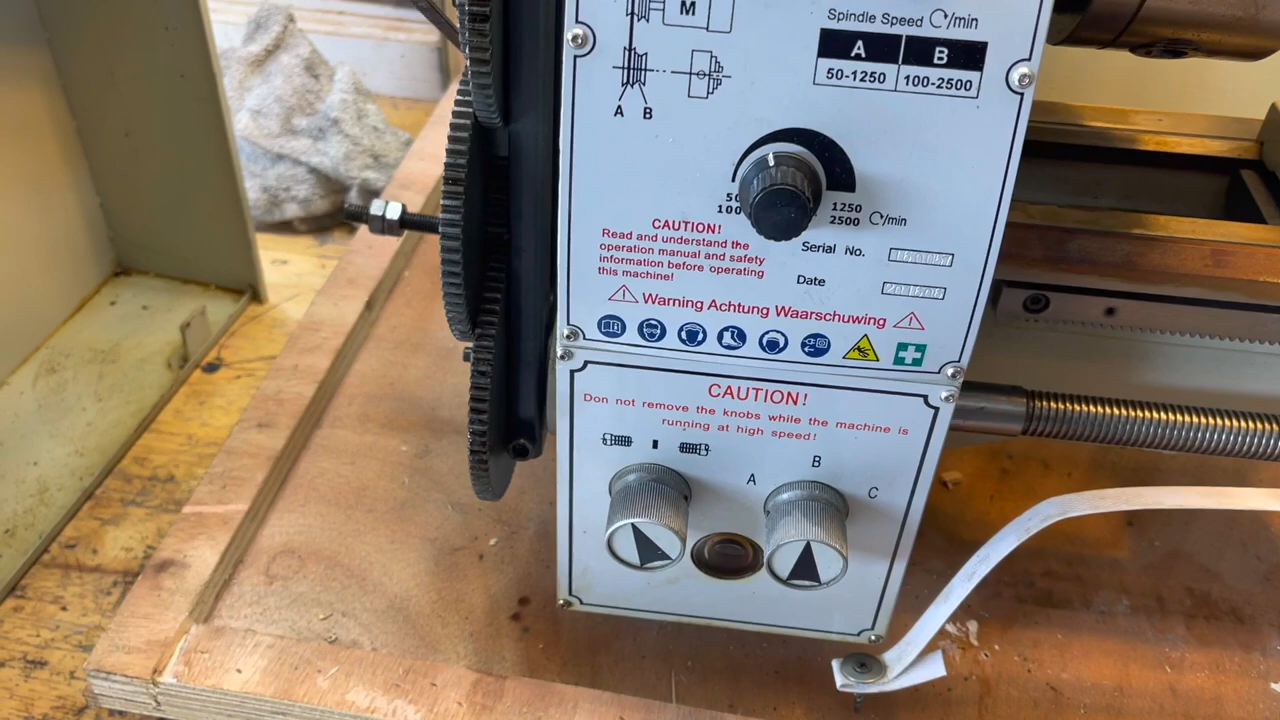 M
Spindle Speed /min
A B
50-1250 100-2500
A B
50
100
1250
2500 /min
CAUTION!
Read and understand the
operation manual and safety
information before operating
this machine!
Serial No.
Date
Warning Achtung Waarschuwing
CAUTION!
Don not remove the knobs while the machine is
running at high speed!
A B C